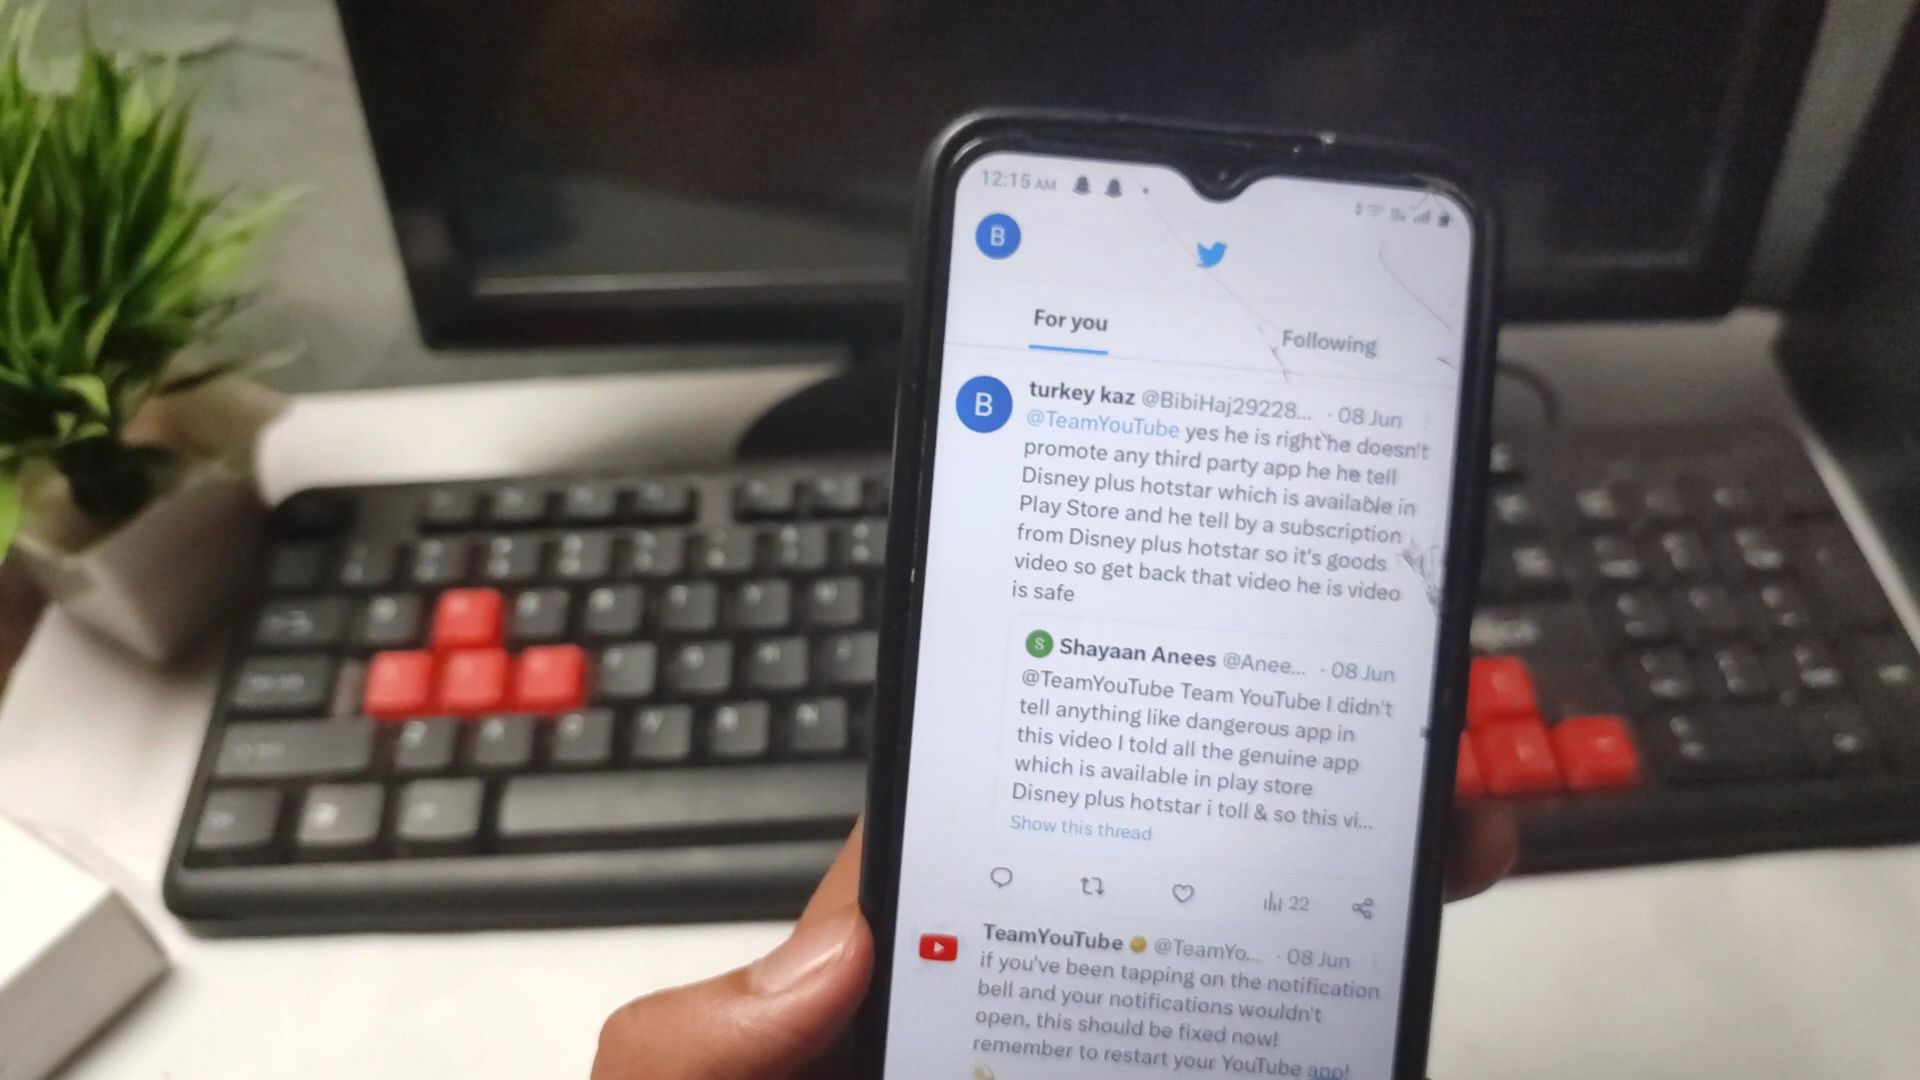 12:15 AM
B
For you
Following
B
turkey kaz @BibiHaj29228... · 08 Jun
@TeamYouTube yes he is right he doesn't
promote any third party app he he tell
Disney plus hotstar which is available in
Play Store and he tell by a subscription
from Disney plus hotstar so it's goods
video so get back that video he is video
is safe
S Shayaan Anees @Anee... · 08 Jun
@TeamYouTube Team YouTube I didn't
tell anything like dangerous app in
this video I told all the genuine app
which is available in play store
Disney plus hotstar i toll & so this vi...
Show this thread
22
TeamYouTube @TeamYo... · 08 Jun
if you've been tapping on the notification
bell and your notifications wouldn't
open, this should be fixed now!
remember to restart your YouTube app!